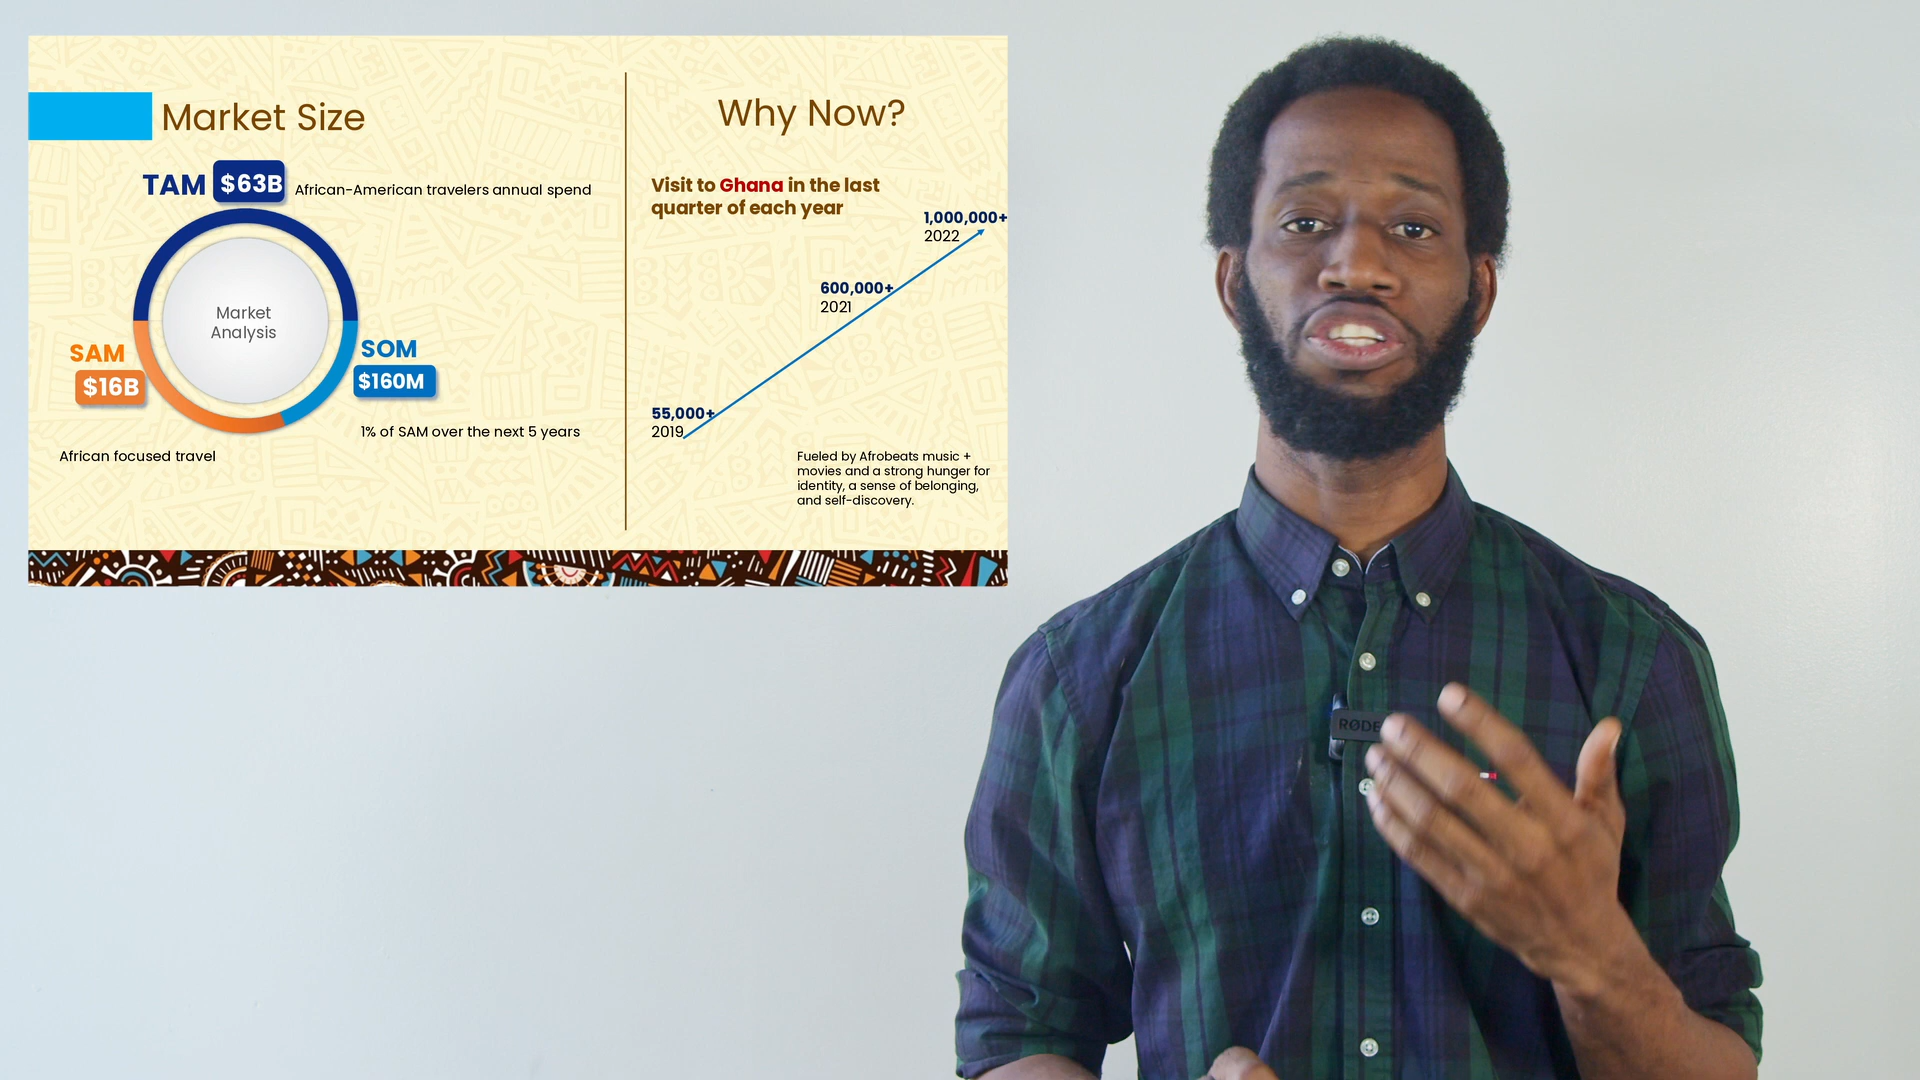 Market Size
TAM $63B African-American travelers annual spend
Market
Analysis
SAM
$16B
African focused travel
SOM
$160M
1% of SAM over the next 5 years
Why Now?
Visit to Ghana in the last
quarter of each year
1,000,000+
2022
600,000+
2021
55,000+
2019
Fueled by Afrobeats music +
movies and a strong hunger for
identity, a sense of belonging,
and self-discovery.
RØDE